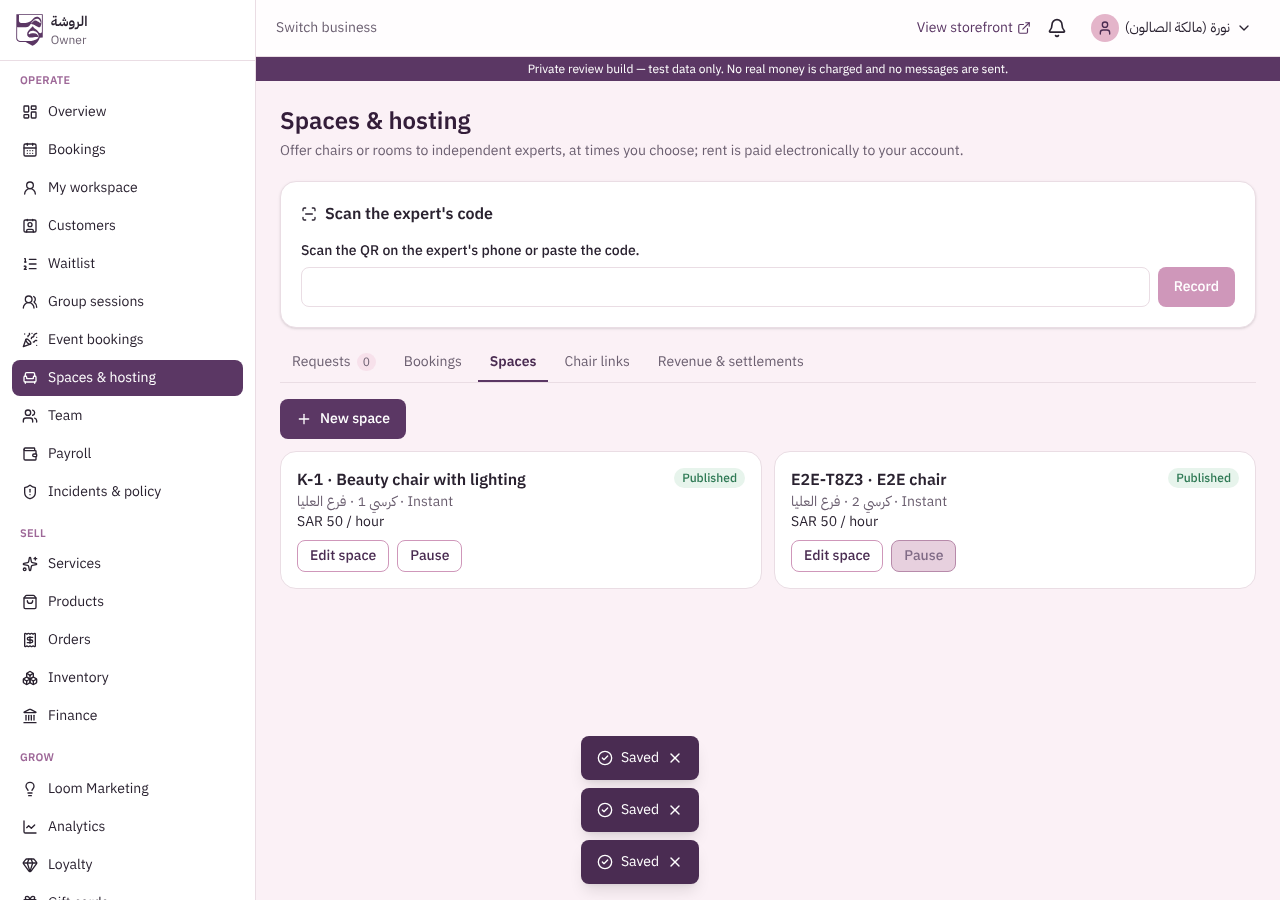 الروشة
Owner
Switch business
View storefront
نورة (مالكة الصالون)
Private review build — test data only. No real money is charged and no messages are sent.
OPERATE
Overview
Bookings
My workspace
Customers
Waitlist
Group sessions
Event bookings
Spaces & hosting
Team
Payroll
Incidents & policy
SELL
Services
Products
Orders
Inventory
Finance
GROW
Loom Marketing
Analytics
Loyalty
Spaces & hosting
Offer chairs or rooms to independent experts, at times you choose; rent is paid electronically to your account.
Scan the expert's code
Scan the QR on the expert's phone or paste the code.
Record
Requests 0 Bookings Spaces Chair links Revenue & settlements
New space
K-1 · Beauty chair with lighting
Published
فرع العليا · كرسي 1 · Instant
SAR 50 / hour
Edit space Pause
E2E-T8Z3 · E2E chair
Published
فرع العليا · كرسي 2 · Instant
SAR 50 / hour
Edit space Pause
Saved
Saved
Saved